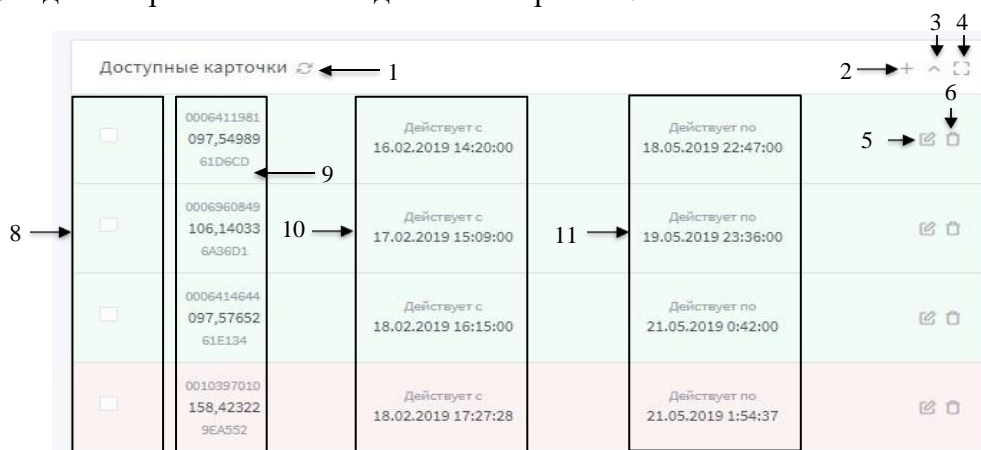 3 4
Доступные карточки 1 2
6
0006411981
097,54989
61D6CD
Действует с
16.02.2019 14:20:00
Действует по
18.05.2019 22:47:00
5
9
8
0006960849
106,14033
6A36D1
10
Действует с
17.02.2019 15:09:00
11
Действует по
19.05.2019 23:36:00
0006414644
097,57652
61E134
Действует с
18.02.2019 16:15:00
Действует по
21.05.2019 0:42:00
0010397010
158,42322
9EA552
Действует с
18.02.2019 17:27:28
Действует по
21.05.2019 1:54:37